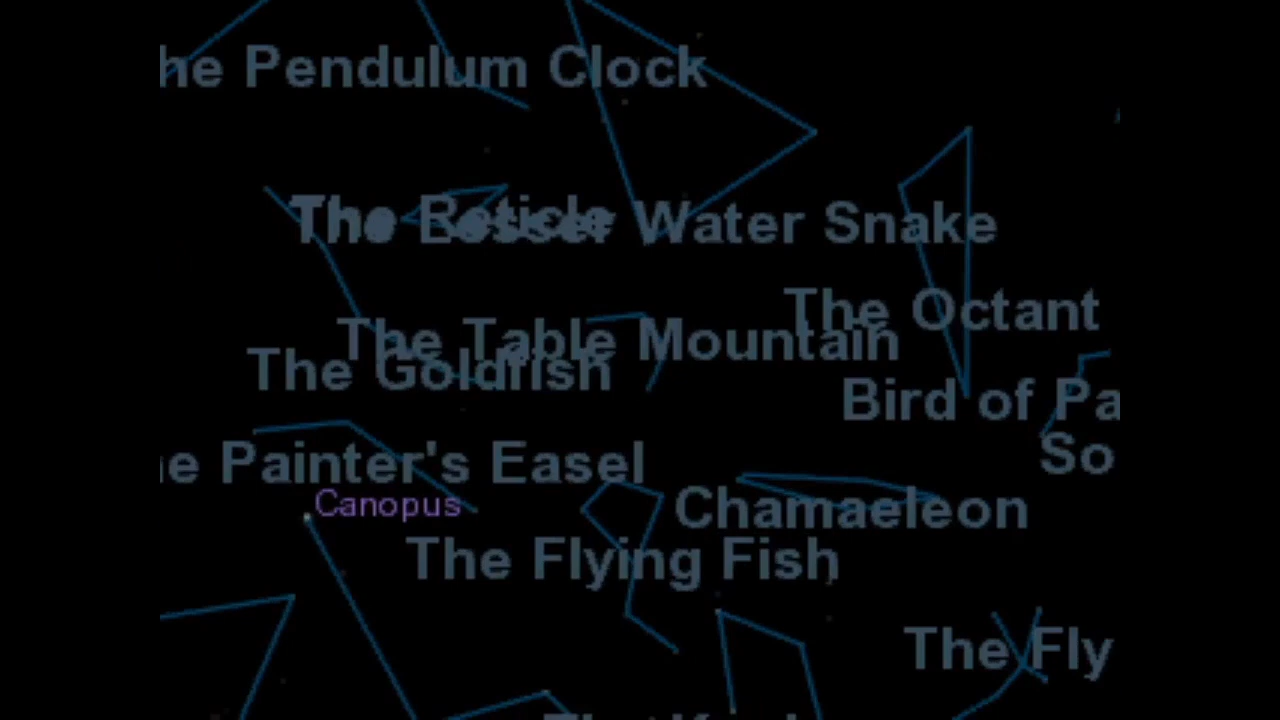 he Pendulum Clock
The Reticle
The Lesser Water Snake
The Octant
The Table Mountain
The Goldfish
Bird of Pa
So
e Painter's Easel
Canopus
Chamaeleon
The Flying Fish
The Fly